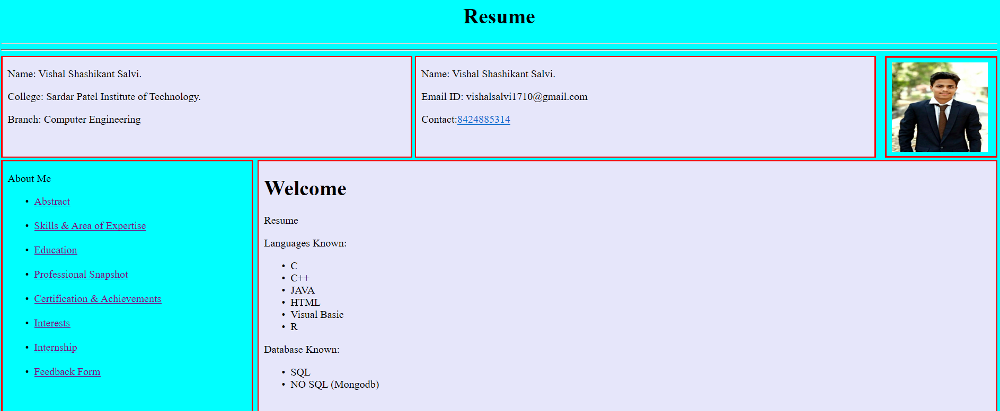 Resume
Name: Vishal Shashikant Salvi.
College: Sardar Patel Institute of Technology.
Branch: Computer Engineering
Name: Vishal Shashikant Salvi.
Email ID: vishalsalvi1710@gmail.com
Contact:8424885314
About Me
• Abstract
• Skills & Area of Expertise
• Education
• Professional Snapshot
• Certification & Achievements
• Interests
• Internship
• Feedback Form
Welcome
Resume
Languages Known:
• C
• C++
• JAVA
• HTML
• Visual Basic
• R
Database Known:
• SQL
• NO SQL (Mongodb)